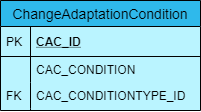 ChangeAdaptationCondition
PK CAC_ID
CAC_CONDITION
FK CAC_CONDITIONTYPE_ID